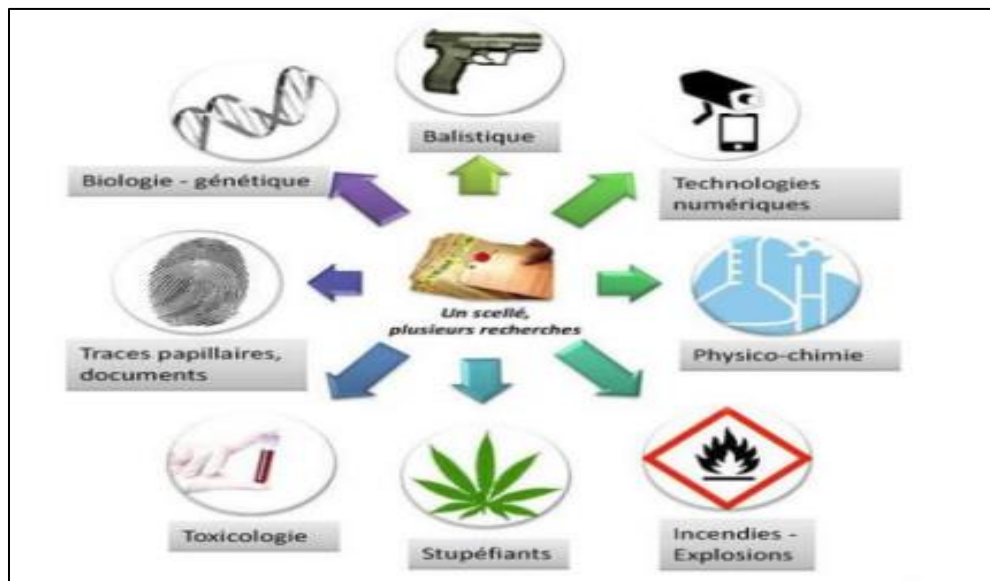 Balistique
Biologie - génétique
Technologies
numériques
Un scellé,
plusieurs recherches
Traces papillaires,
documents
Physico-chimie
Toxicologie
Stupéfiants
Incendies -
Explosions